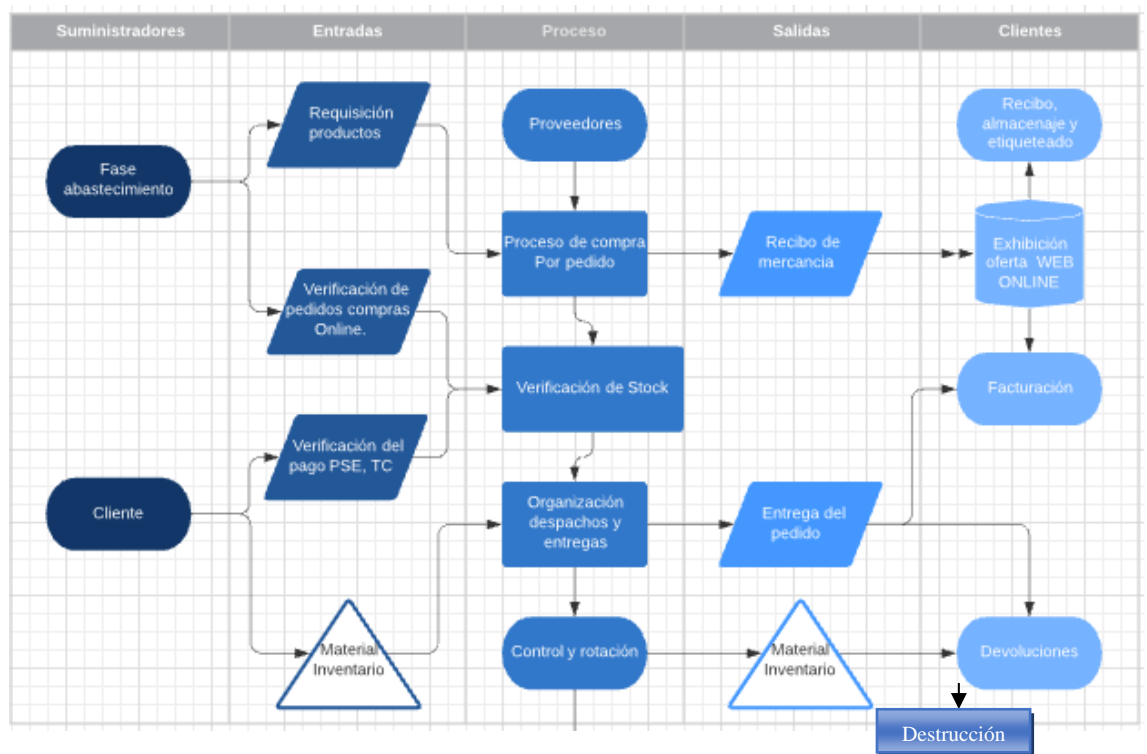 Suministradores
Entradas
Proceso
Salidas
Clientes
Requisición
productos
Proveedores
Recibo,
almacenaje y
etiqueteado
Fase
abastecimiento
Proceso de compra
Por pedido
Recibo de
mercancia
Exhibición
oferta WEB
ONLINE
Verificación de
pedidos compras
Online.
Verificación de Stock
Facturación
Verificación del
pago PSE, TC
Cliente
Organización
despachos y
entregas
Entrega del
pedido
Material
Inventario
Control y rotación
Material
Inventario
Devoluciones
Destrucción